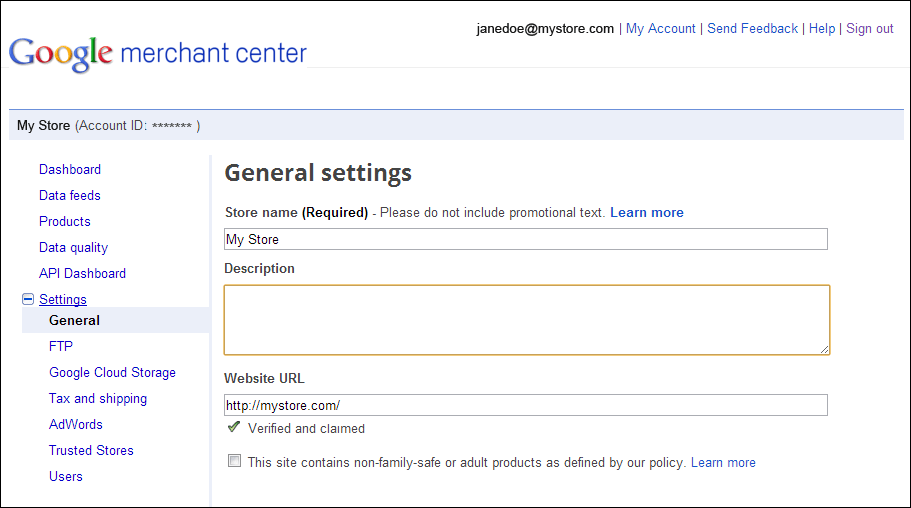 janedoe@mystore.com | My Account | Send Feedback | Help | Sign out
Google merchant center
My Store (Account ID: ******* )
Dashboard
Data feeds
Products
Data quality
API Dashboard
Settings
General
FTP
Google Cloud Storage
Tax and shipping
AdWords
Trusted Stores
Users
General settings
Store name (Required) - Please do not include promotional text. Learn more
My Store
Description
Website URL
http://mystore.com/
Verified and claimed
This site contains non-family-safe or adult products as defined by our policy. Learn more